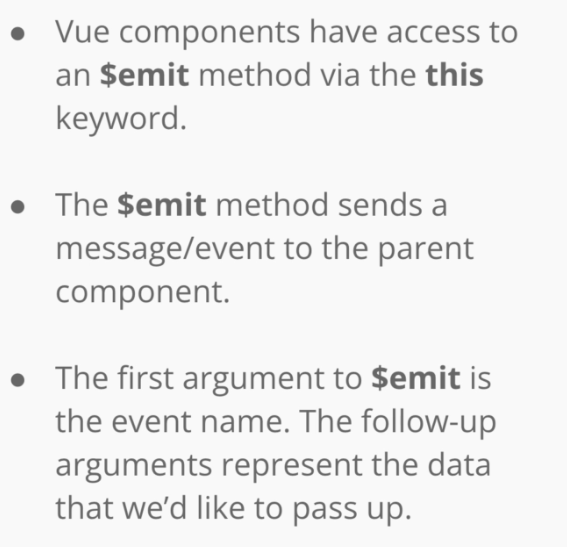 • Vue components have access to
an $emit method via the this
keyword.
• The $emit method sends a
message/event to the parent
component.
• The first argument to $emit is
the event name. The follow-up
arguments represent the data
that we’d like to pass up.